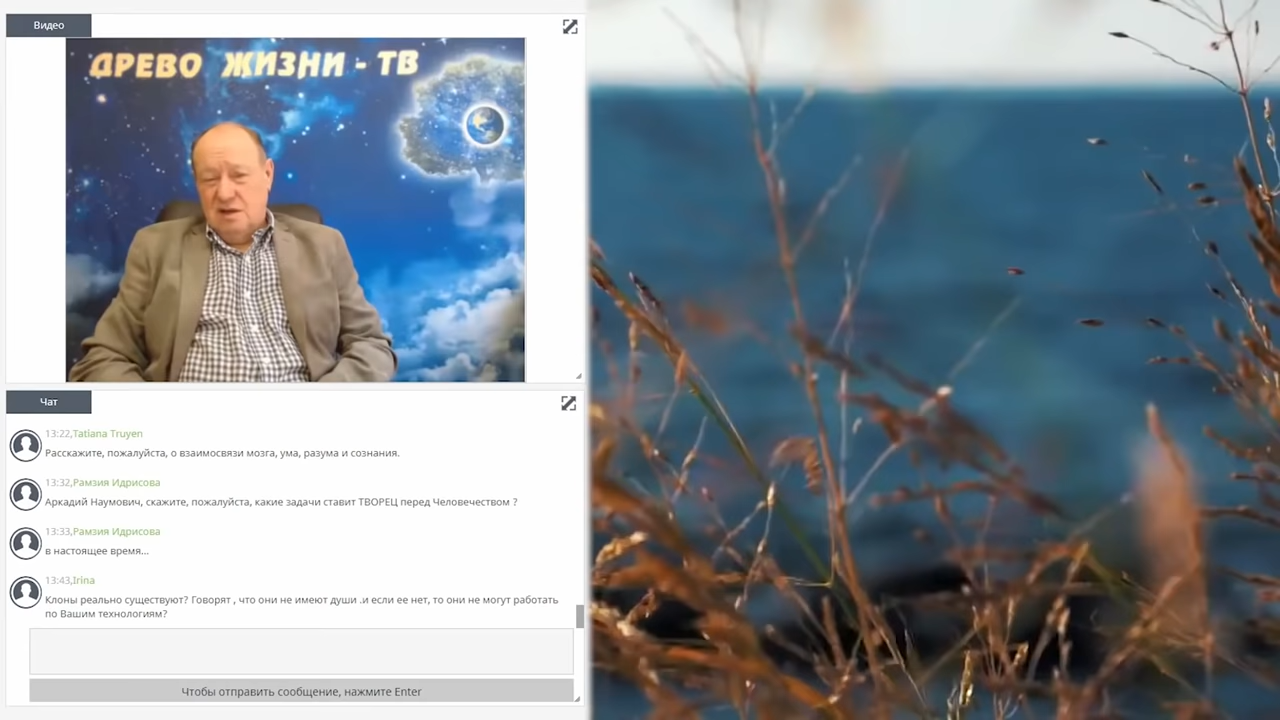 Видео
ДРЕВО ЖИЗНИ - ТВ
Чат
13:22,Tatiana Truyen
Расскажите, пожалуйста, о взаимосвязи мозга, ума, разума и сознания.
13:32,Рамзия Идрисова
Аркадий Наумович, скажите, пожалуйста, какие задачи ставит ТВОРЕЦ перед Человечеством ?
13:33,Рамзия Идрисова
в настоящее время...
13:43,Irina
Клоны реально существуют? Говорят , что они не имеют души .и если ее нет, то они не могут работать
по Вашим технологиям?
Чтобы отправить сообщение, нажмите Enter